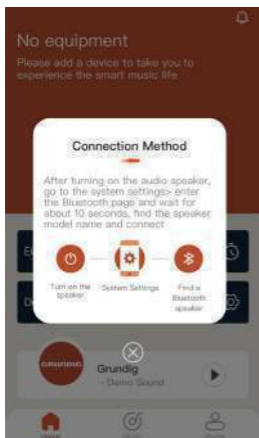 No equipment
Please add a device to take you to
experience the smart music life
Connection Method
After turning on the audio speaker,
go to the system settings> enter
the Bluetooth page and wait for
about 10 seconds, find the speaker
model name and connect
Turn on the
speaker
System Settings
Find a
Bluetooth
speaker
GRUNDIG
Grundig
- Demo Sound
Home